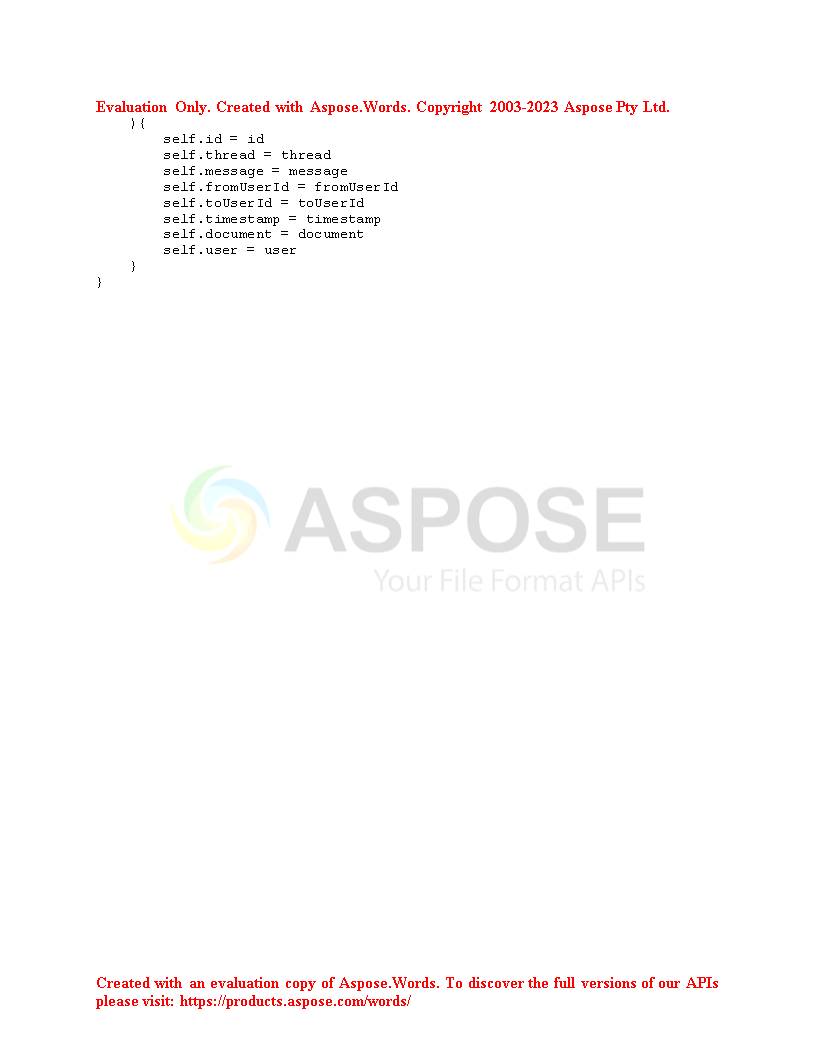 Evaluation Only. Created with Aspose.Words. Copyright 2003-2023 Aspose Pty Ltd.
    ){
        self.id = id
        self.thread = thread
        self.message = message
        self.fromUserId = fromUserId
        self.toUserId = toUserId
        self.timestamp = timestamp
        self.document = document
        self.user = user
    }
}
ASPOSE
Your File Format APIs
Created with an evaluation copy of Aspose.Words. To discover the full versions of our APIs
please visit: https://products.aspose.com/words/